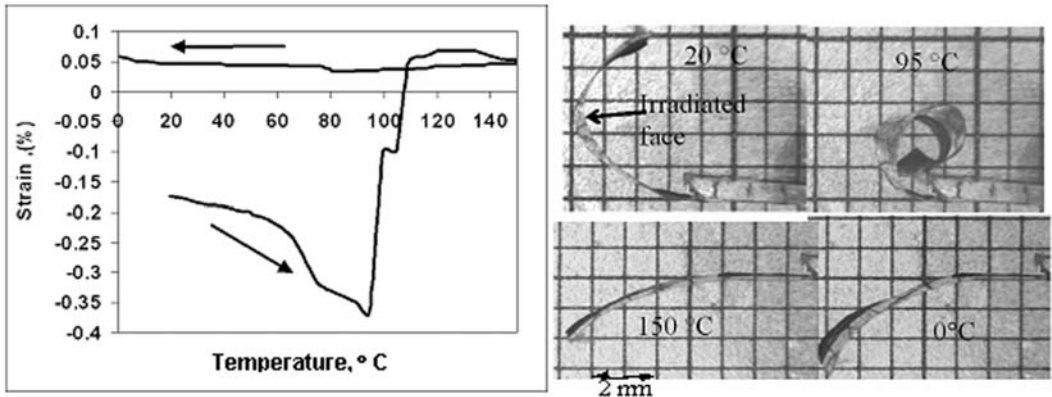 0.1
0.05
0
-0.05
-0.1
-0.15
-0.2
-0.25
-0.3
-0.35
-0.4
0 20 40 60 80 100 120 140
Strain ,(%)
Temperature, ° C
20 °C
Irradiated
face
95 °C
150 °C
0°C
2 mm